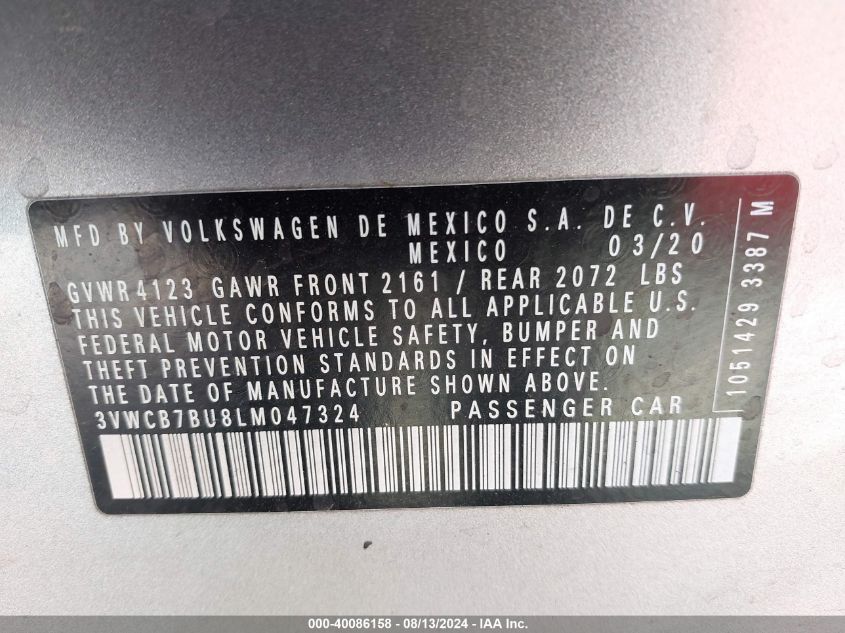 MFD BY VOLKSWAGEN DE MEXICO S.A. DE C.V.
MEXICO 03/20
GVWR 4123 GAWR FRONT 2161 / REAR 2072 LBS
THIS VEHICLE CONFORMS TO ALL APPLICABLE U.S.
FEDERAL MOTOR VEHICLE SAFETY, BUMPER AND
THEFT PREVENTION STANDARDS IN EFFECT ON
THE DATE OF MANUFACTURE SHOWN ABOVE.
3VWCB7BU8LM047324 PASSENGER CAR
1051429 3387 M
000-40086158 - 08/13/2024 - IAA Inc.